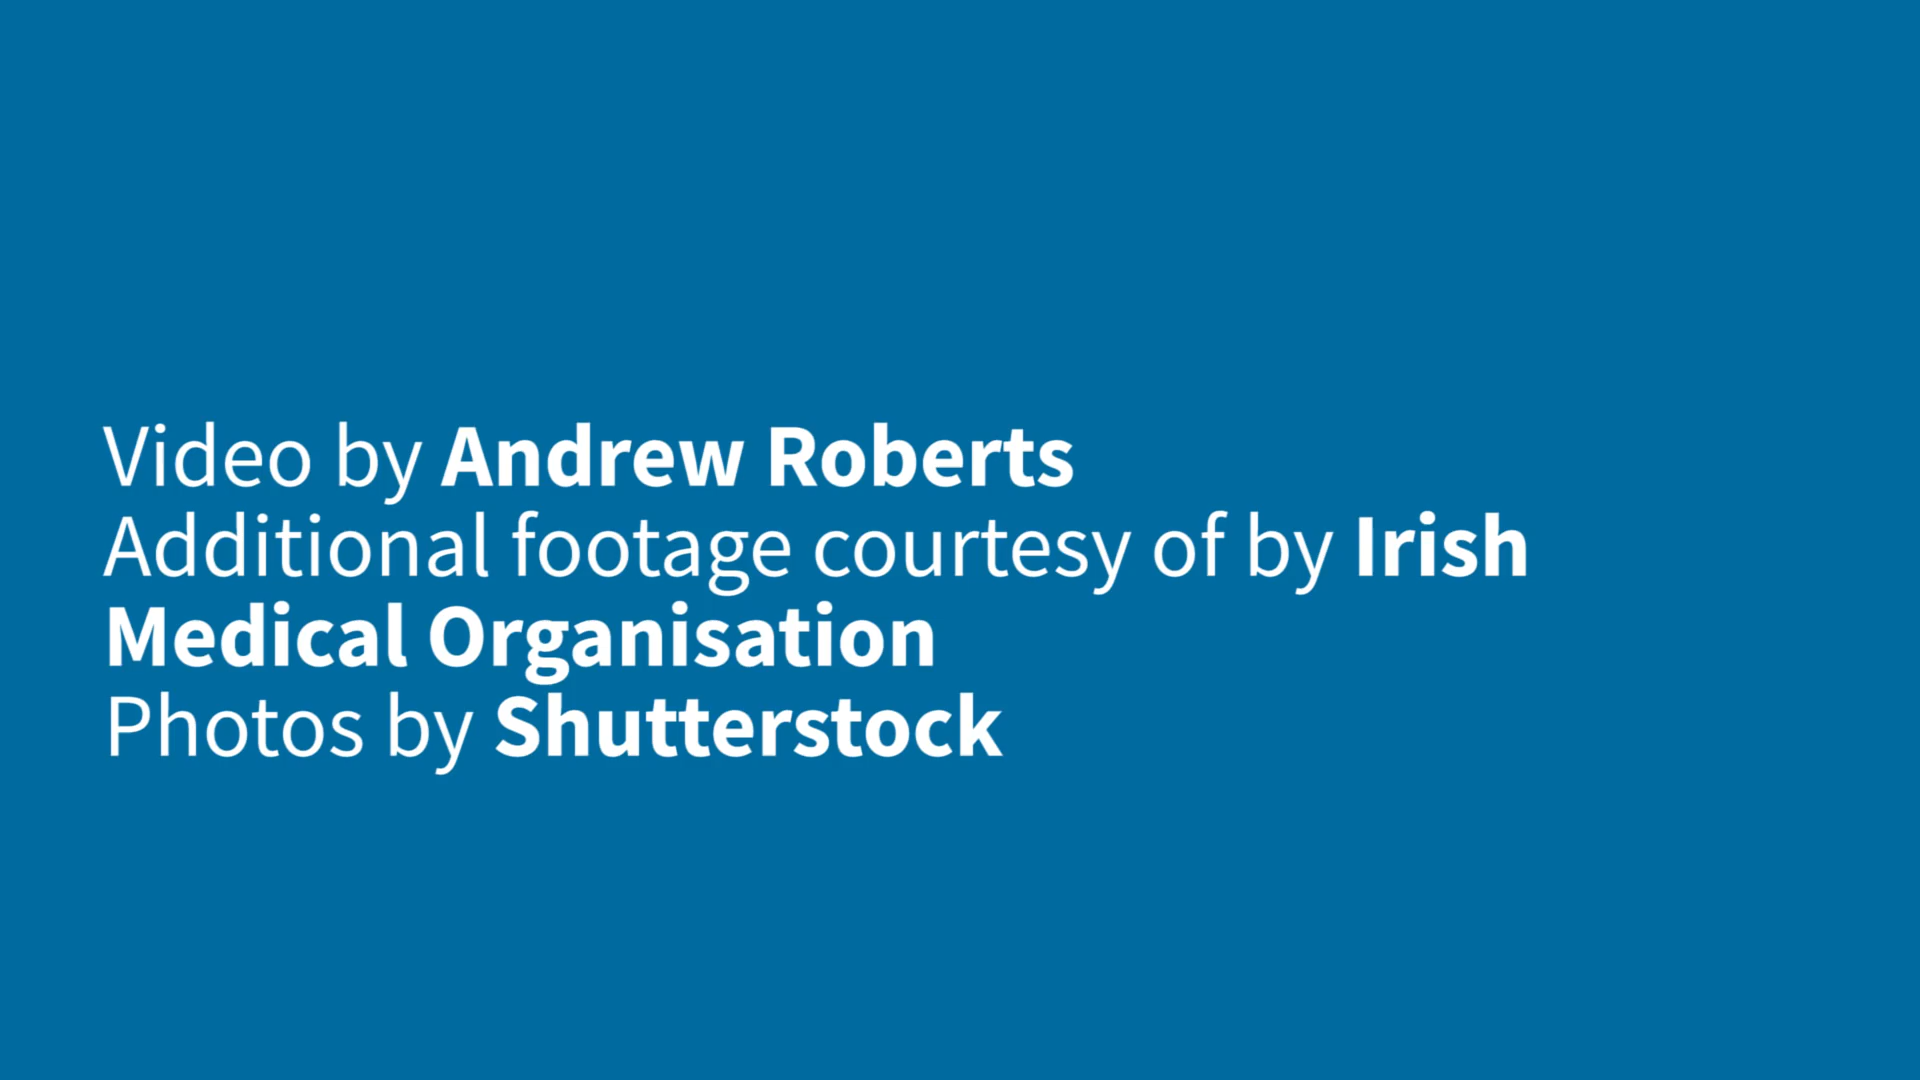 Video by Andrew Roberts
Additional footage courtesy of by Irish
Medical Organisation
Photos by Shutterstock